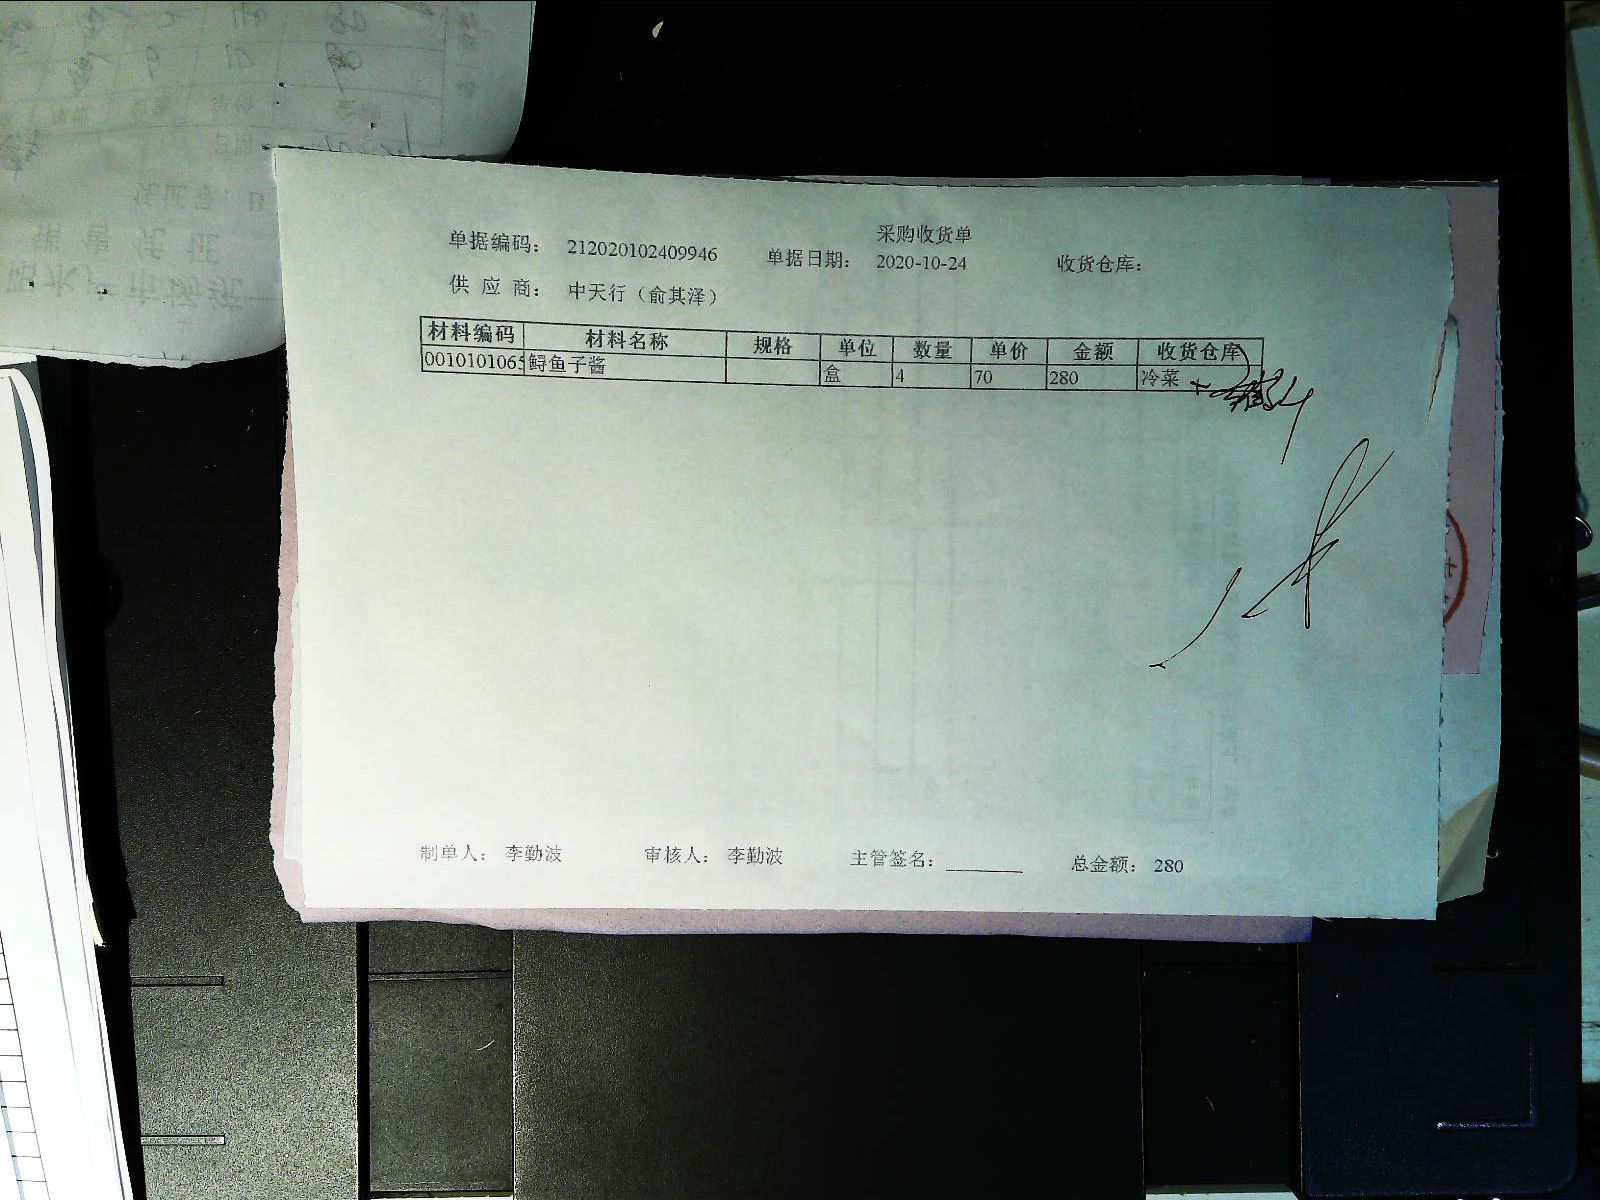 采购收货单
单据编码： 212020102409946 单据日期： 2020-10-24 收货仓库：
供 应 商： 中天行（俞其泽）
材料编码 材料名称 规格 单位 数量 单价 金额 收货仓库
0010101065 鲟鱼子酱 盒 4 70 280 冷菜
制单人： 李勤波 审核人： 李勤波 主管签名： 总金额： 280